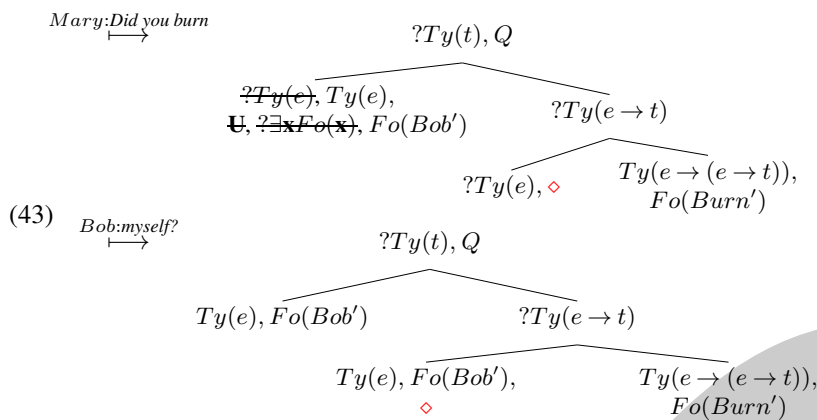 Mary:Did you burn
↦ ?Ty(t), Q
?Ty(e), Ty(e),
U, ?∃xFo(x), Fo(Bob′)
?Ty(e → t)
?Ty(e), ◇
Ty(e → (e → t)),
Fo(Burn′)
(43)
Bob:myself?
↦ ?Ty(t), Q
Ty(e), Fo(Bob′)
?Ty(e → t)
Ty(e), Fo(Bob′),
◇
Ty(e → (e → t)),
Fo(Burn′)